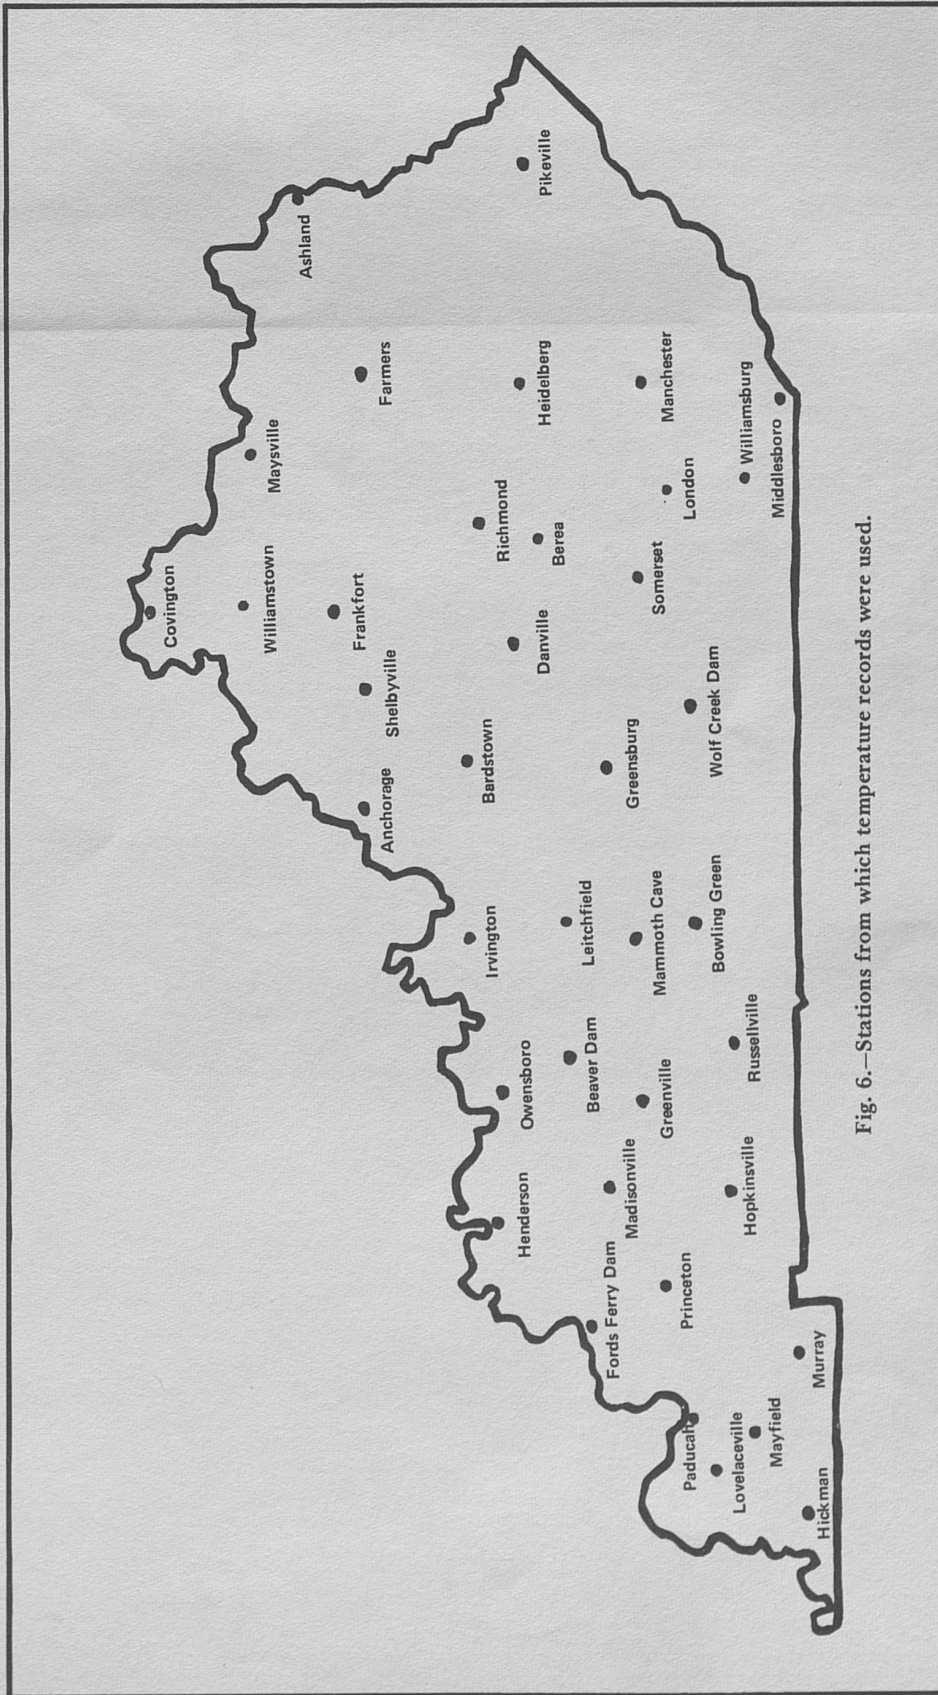 Covington
Ashland
Maysville
Williamstown
Pikeville
Farmers
Frankfort
Shelbyville
Anchorage
Richmond
Heidelberg
Berea
Danville
Bardstown
Irvington
Owensboro
Henderson
Manchester
London
Somerset
Greensburg
Leitchfield
Beaver Dam
Madisonville
Fords Ferry Dam
Williamsburg
Wolf Creek Dam
Mammoth Cave
Bowling Green
Greenville
Princeton
Paducah
Middlesboro
Russellville
Hopkinsville
Lovelaceville
Mayfield
Murray
Hickman
Fig. 6.—Stations from which temperature records were used.